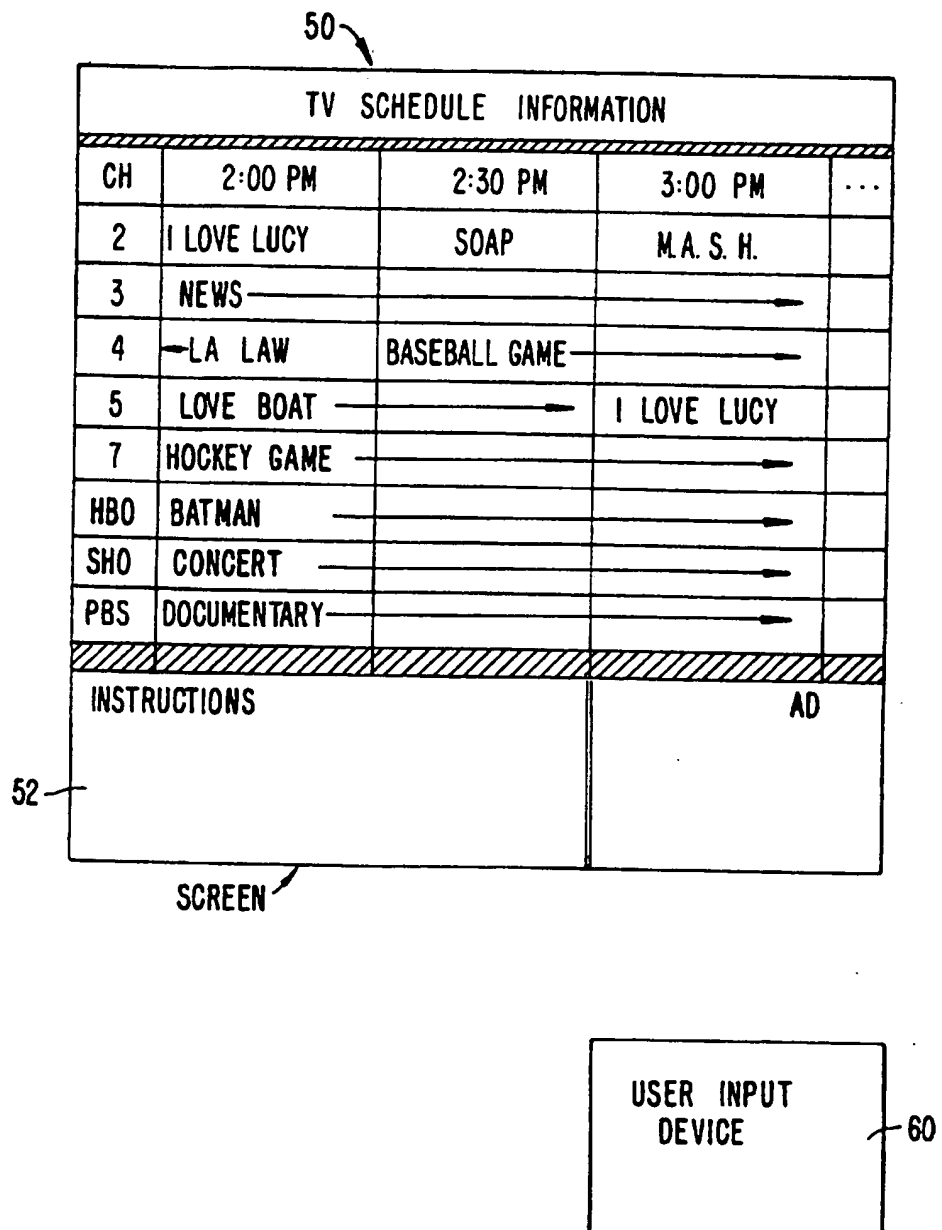 50
TV SCHEDULE INFORMATION
CH 2:00 PM 2:30 PM 3:00 PM ...
2 I LOVE LUCY SOAP M.A.S.H.
3 NEWS
4 LA LAW BASEBALL GAME
5 LOVE BOAT I LOVE LUCY
7 HOCKEY GAME
HBO BATMAN
SHO CONCERT
PBS DOCUMENTARY
INSTRUCTIONS AD
52
SCREEN
USER INPUT
DEVICE
60